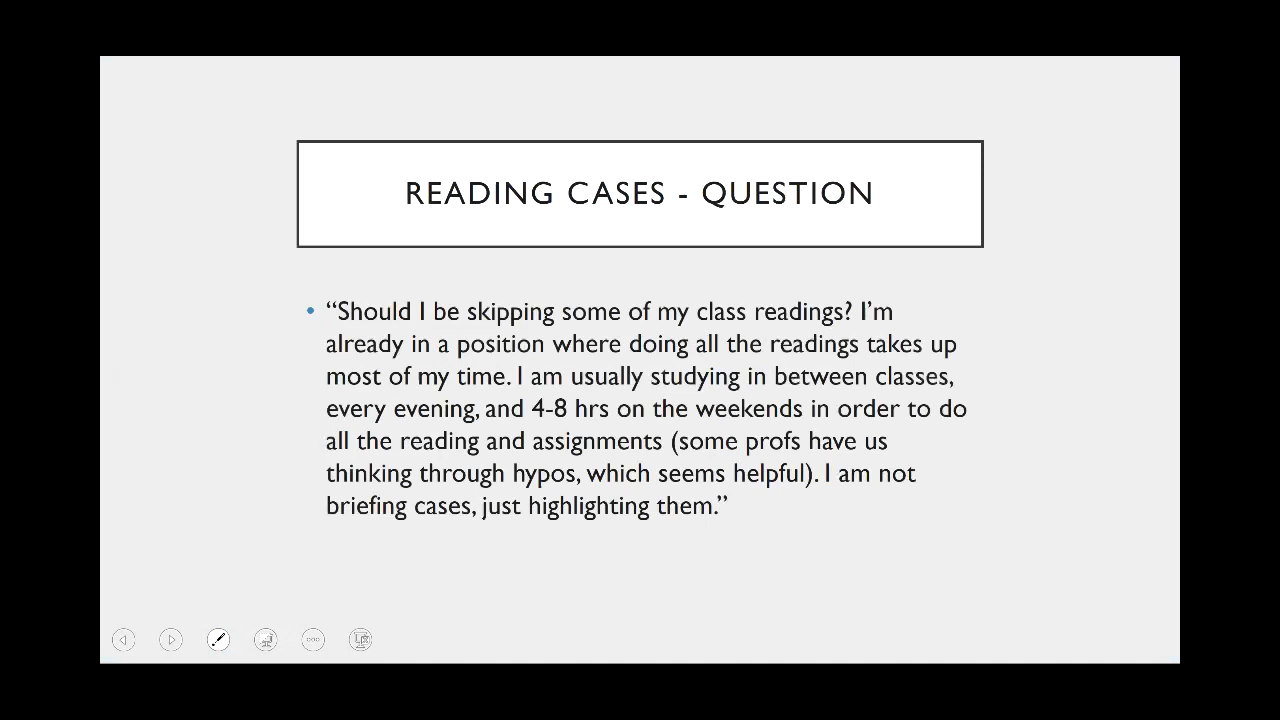 READING CASES - QUESTION
• “Should I be skipping some of my class readings? I’m
already in a position where doing all the readings takes up
most of my time. I am usually studying in between classes,
every evening, and 4-8 hrs on the weekends in order to do
all the reading and assignments (some profs have us
thinking through hypos, which seems helpful). I am not
briefing cases, just highlighting them.”